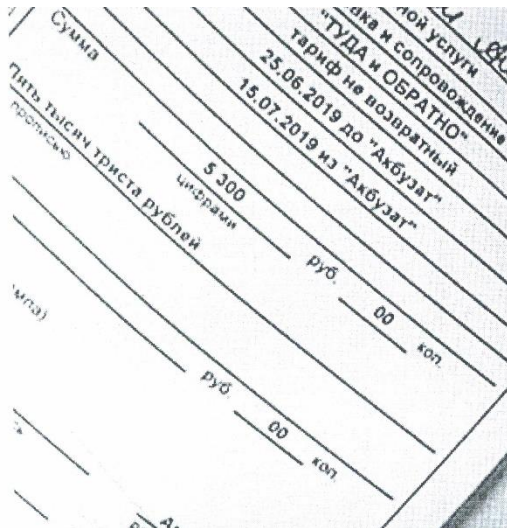 ной услуги
и сопровождение
"ТУДА и ОБРАТНО"
тариф не возвратный
25.06.2019 до "Акбузат"
15.07.2019 из "Акбузат"
Сумма
5 300 руб. 00 коп.
цифрами
Пять тысяч триста рублей
прописью
руб. 00 коп.